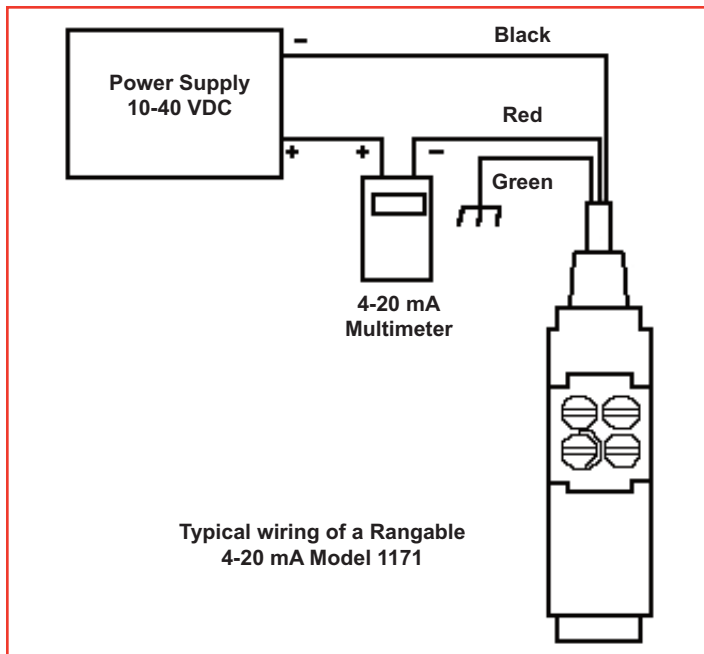 -
Black
Power Supply
10-40 VDC
Red
+
+
-
Green
4-20 mA
Multimeter
Typical wiring of a Rangable
4-20 mA Model 1171